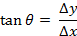 tan θ = Δy/Δx